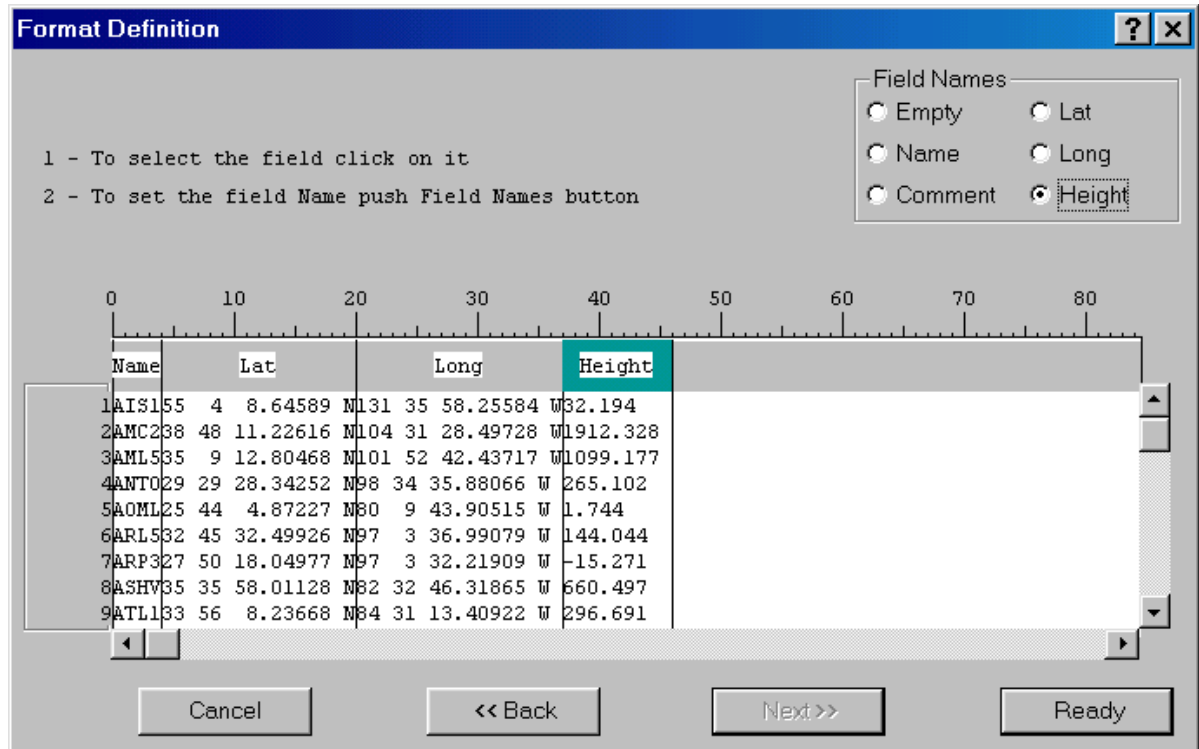 Format Definition
Field Names
Empty Lat
Name Long
Comment Height
1 - To select the field click on it
2 - To set the field Name push Field Names button
0 10 20 30 40 50 60 70 80
Name Lat Long Height
1AIS155  4  8.64589 N131 35 58.25584 W32.194
2AMC238 48 11.22616 N104 31 28.49728 W1912.328
3AML535  9 12.80468 N101 52 42.43717 W1099.177
4ANTO29 29 28.34252 N98 34 35.88066 W 265.102
5AOML25 44  4.87227 N80  9 43.90515 W 1.744
6ARL532 45 32.49926 N97  3 36.99079 W 144.044
7ARP327 50 18.04977 N97  3 32.21909 W -15.271
8ASHV35 35 58.01128 N82 32 46.31865 W 660.497
9ATL133 56  8.23668 N84 31 13.40922 W 296.691
Cancel << Back Next >> Ready